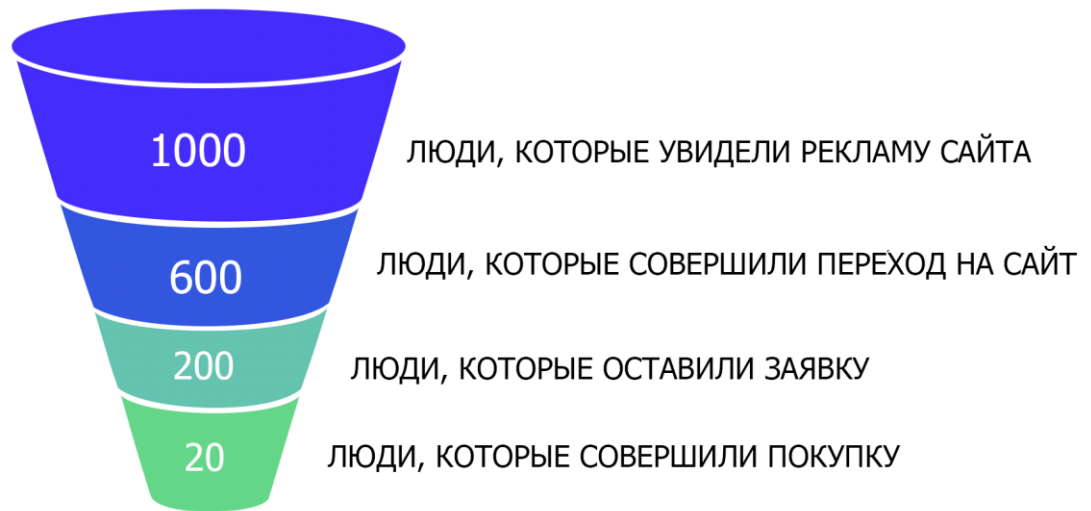 1000
ЛЮДИ, КОТОРЫЕ УВИДЕЛИ РЕКЛАМУ САЙТА
600
ЛЮДИ, КОТОРЫЕ СОВЕРШИЛИ ПЕРЕХОД НА САЙТ
200
ЛЮДИ, КОТОРЫЕ ОСТАВИЛИ ЗАЯВКУ
20
ЛЮДИ, КОТОРЫЕ СОВЕРШИЛИ ПОКУПКУ